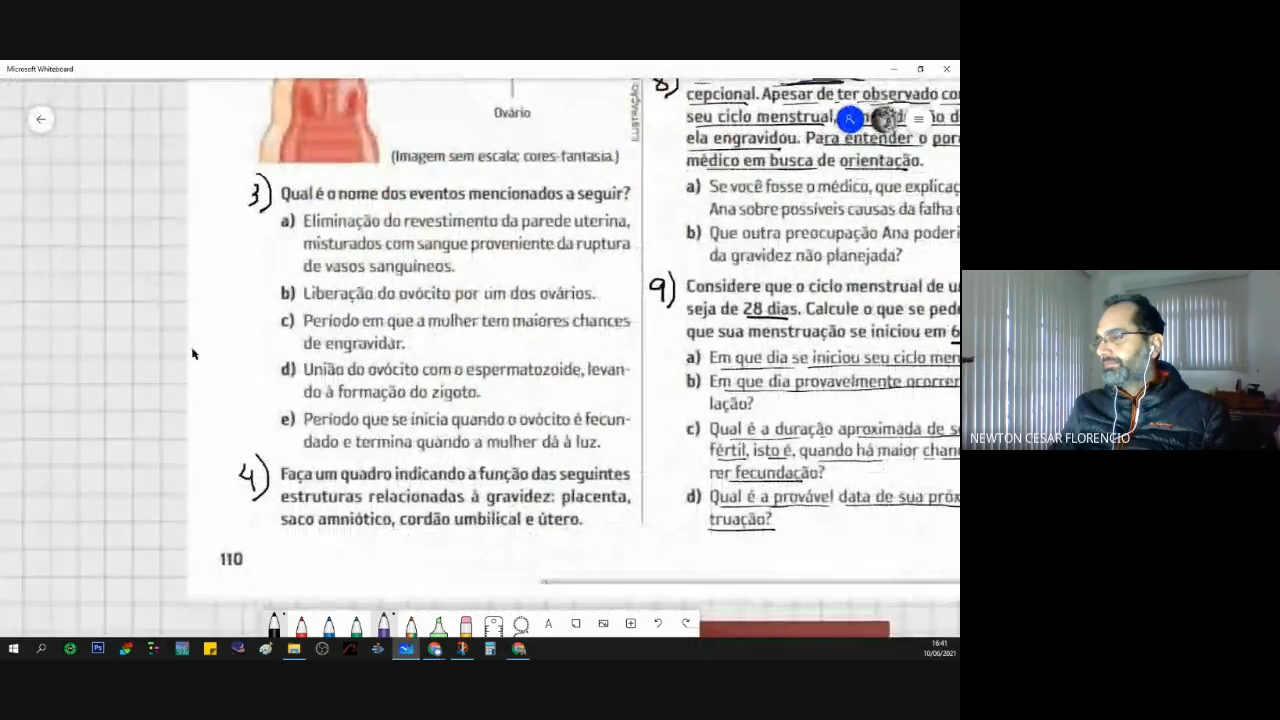 Microsoft Whiteboard
Ovário
ILUSTRAÇÃO
(Imagem sem escala; cores-fantasia.)
3) Qual é o nome dos eventos mencionados a seguir?
a) Eliminação do revestimento da parede uterina,
misturados com sangue proveniente da ruptura
de vasos sanguíneos.
b) Liberação do ovócito por um dos ovários.
c) Período em que a mulher tem maiores chances
de engravidar.
d) União do ovócito com o espermatozoide, levan-
do à formação do zigoto.
e) Período que se inicia quando o ovócito é fecun-
dado e termina quando a mulher dá à luz.
4) Faça um quadro indicando a função das seguintes
estruturas relacionadas à gravidez: placenta,
saco amniótico, cordão umbilical e útero.
110
8)
cepcional. Apesar de ter observado
seu ciclo menstrual,
ela engravidou. Para entender o
médico em busca de orientação.
a) Se você fosse o médico, que
Ana sobre possíveis causas da falha
b) Que outra preocupação Ana
da gravidez não planejada?
9) Considere que o ciclo menstrual de
seja de 28 dias. Calcule o que se
que sua menstruação se iniciou em 6
a) Em que dia se iniciou seu ciclo
b) Em que dia provavelmente
lação?
c) Qual é a duração aproximada de
fértil, isto é, quando há maior
rer fecundação?
d) Qual é a provável data de sua
truação?
NEWTON CESAR FLORENCIO
16:41
10/06/2021